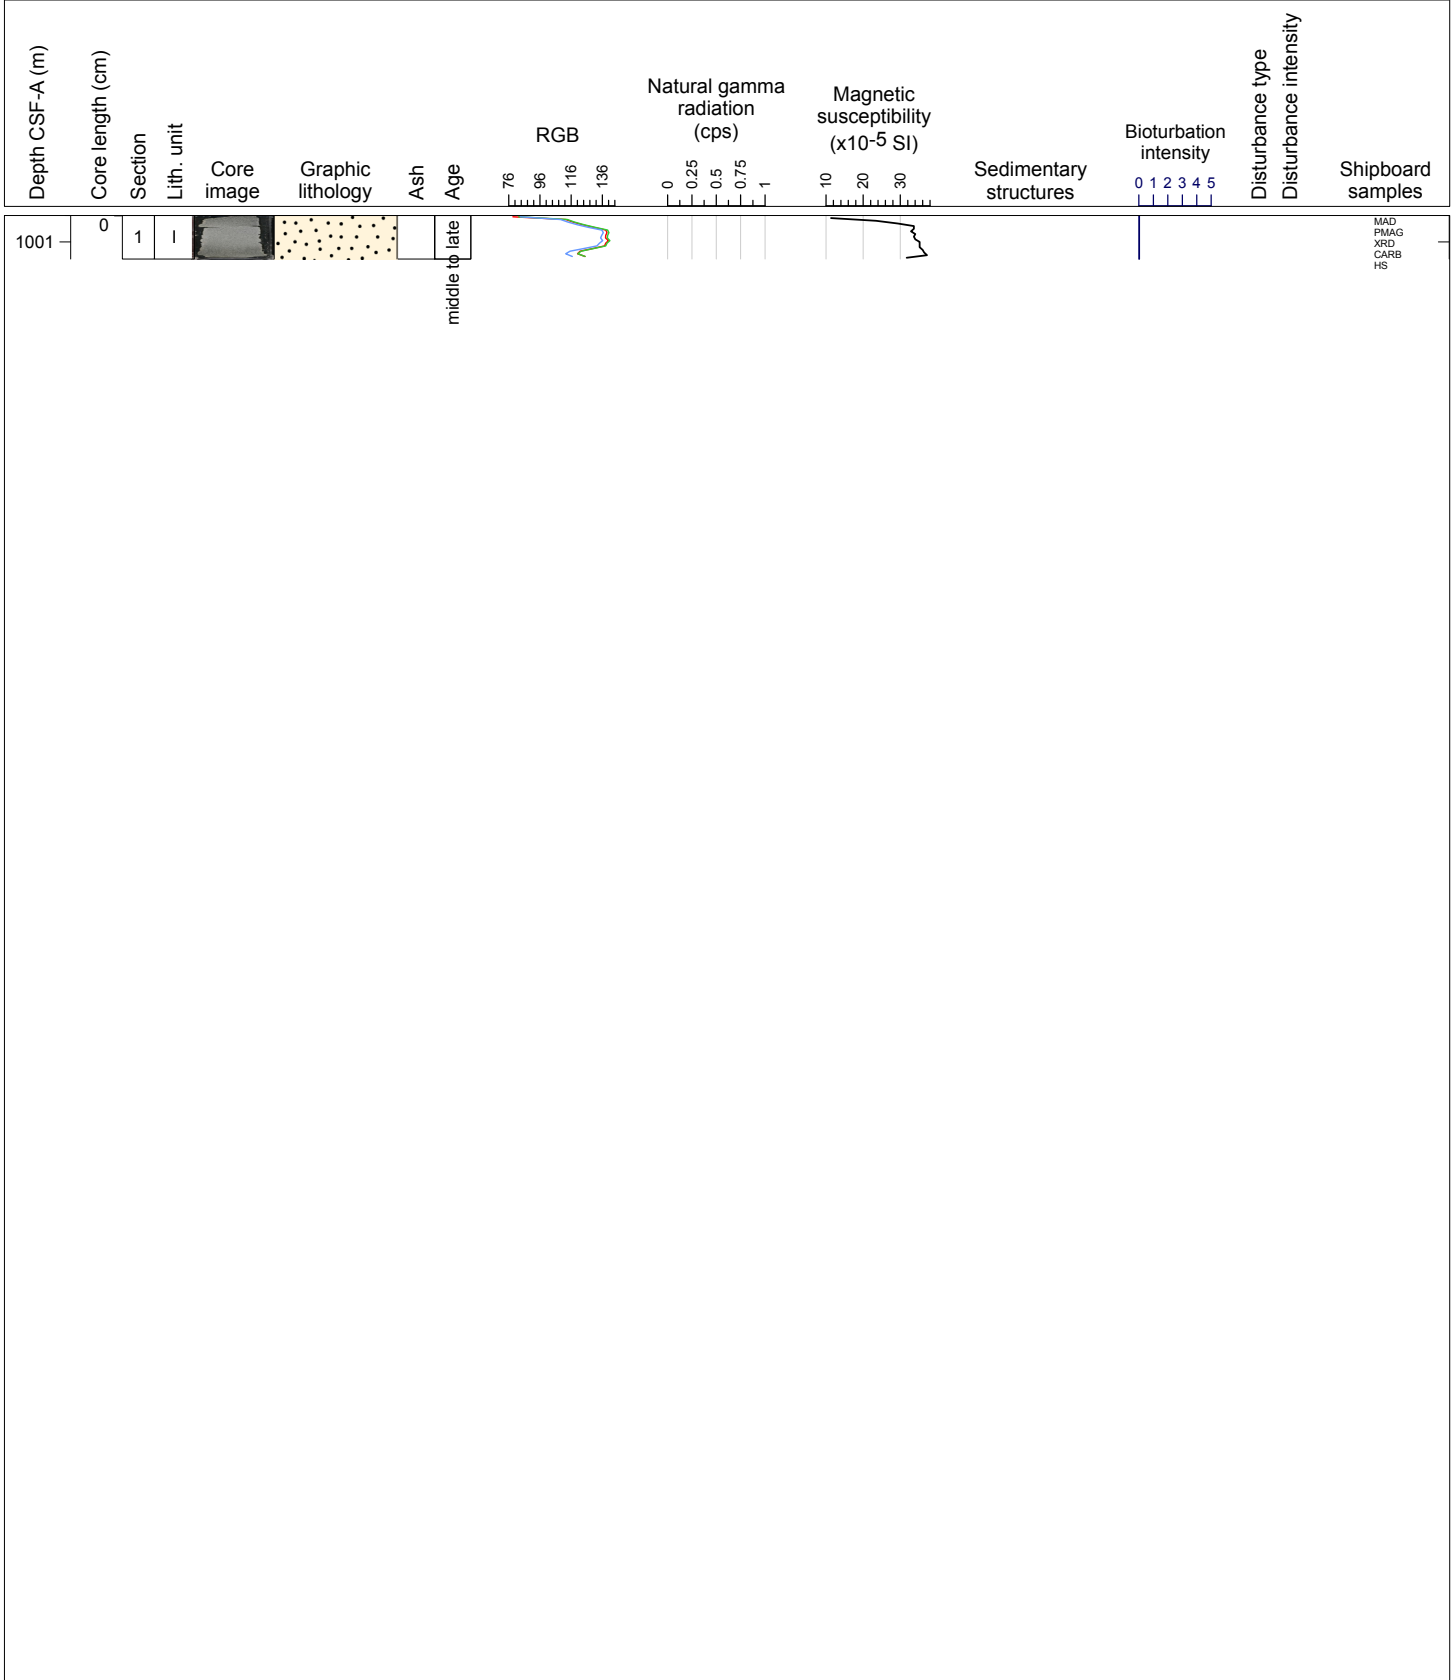 Depth CSF-A (m)
Core length (cm)
Section
Lith. unit
Core
image
Graphic
lithology
Ash
Age
RGB
76 96 116 136
Natural gamma
radiation
(cps)
0 0.25 0.5 0.75 1
Magnetic
susceptibility
(x10-5 SI)
10 20 30
Sedimentary
structures
Bioturbation
intensity
0 1 2 3 4 5
Disturbance type
Disturbance intensity
Shipboard
samples
1001
0
1
I
middle to late
MAD
PMAG
XRD
CARB
HS